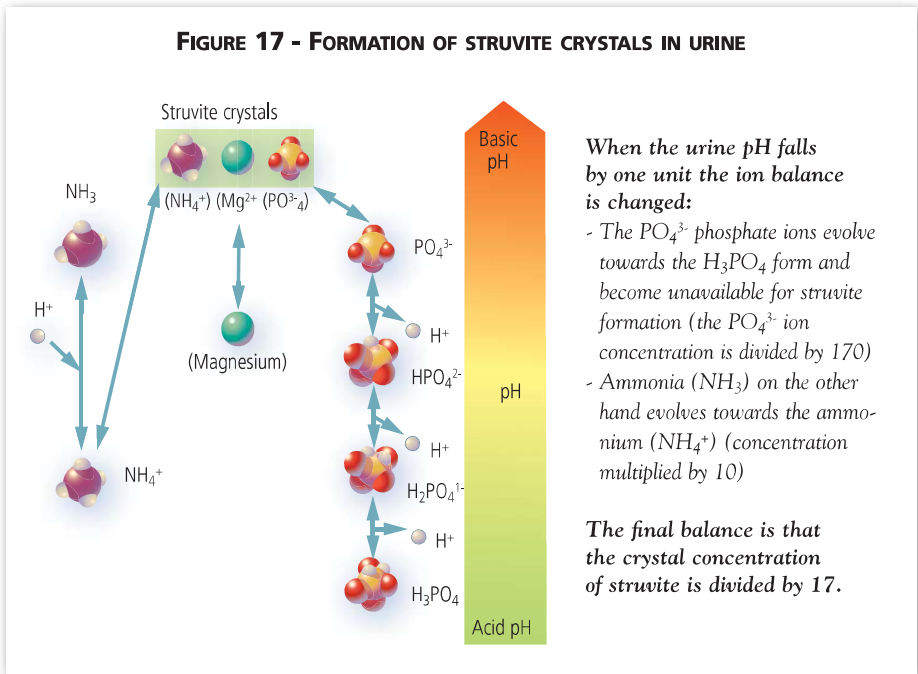 FIGURE 17 - FORMATION OF STRUVITE CRYSTALS IN URINE
Struvite crystals
(NH₄⁺) (Mg²⁺ (PO³⁻₄)
NH₃
H⁺
NH₄⁺
(Magnesium)
PO₄³⁻
H⁺
HPO₄²⁻
H⁺
H₂PO₄¹⁻
H⁺
H₃PO₄
Basic
pH
pH
Acid pH
When the urine pH falls
by one unit the ion balance
is changed:
- The PO₄³⁻ phosphate ions evolve
towards the H₃PO₄ form and
become unavailable for struvite
formation (the PO₄³⁻ ion
concentration is divided by 170)
- Ammonia (NH₃) on the other
hand evolves towards the ammo-
nium (NH₄⁺) (concentration
multiplied by 10)
The final balance is that
the crystal concentration
of struvite is divided by 17.